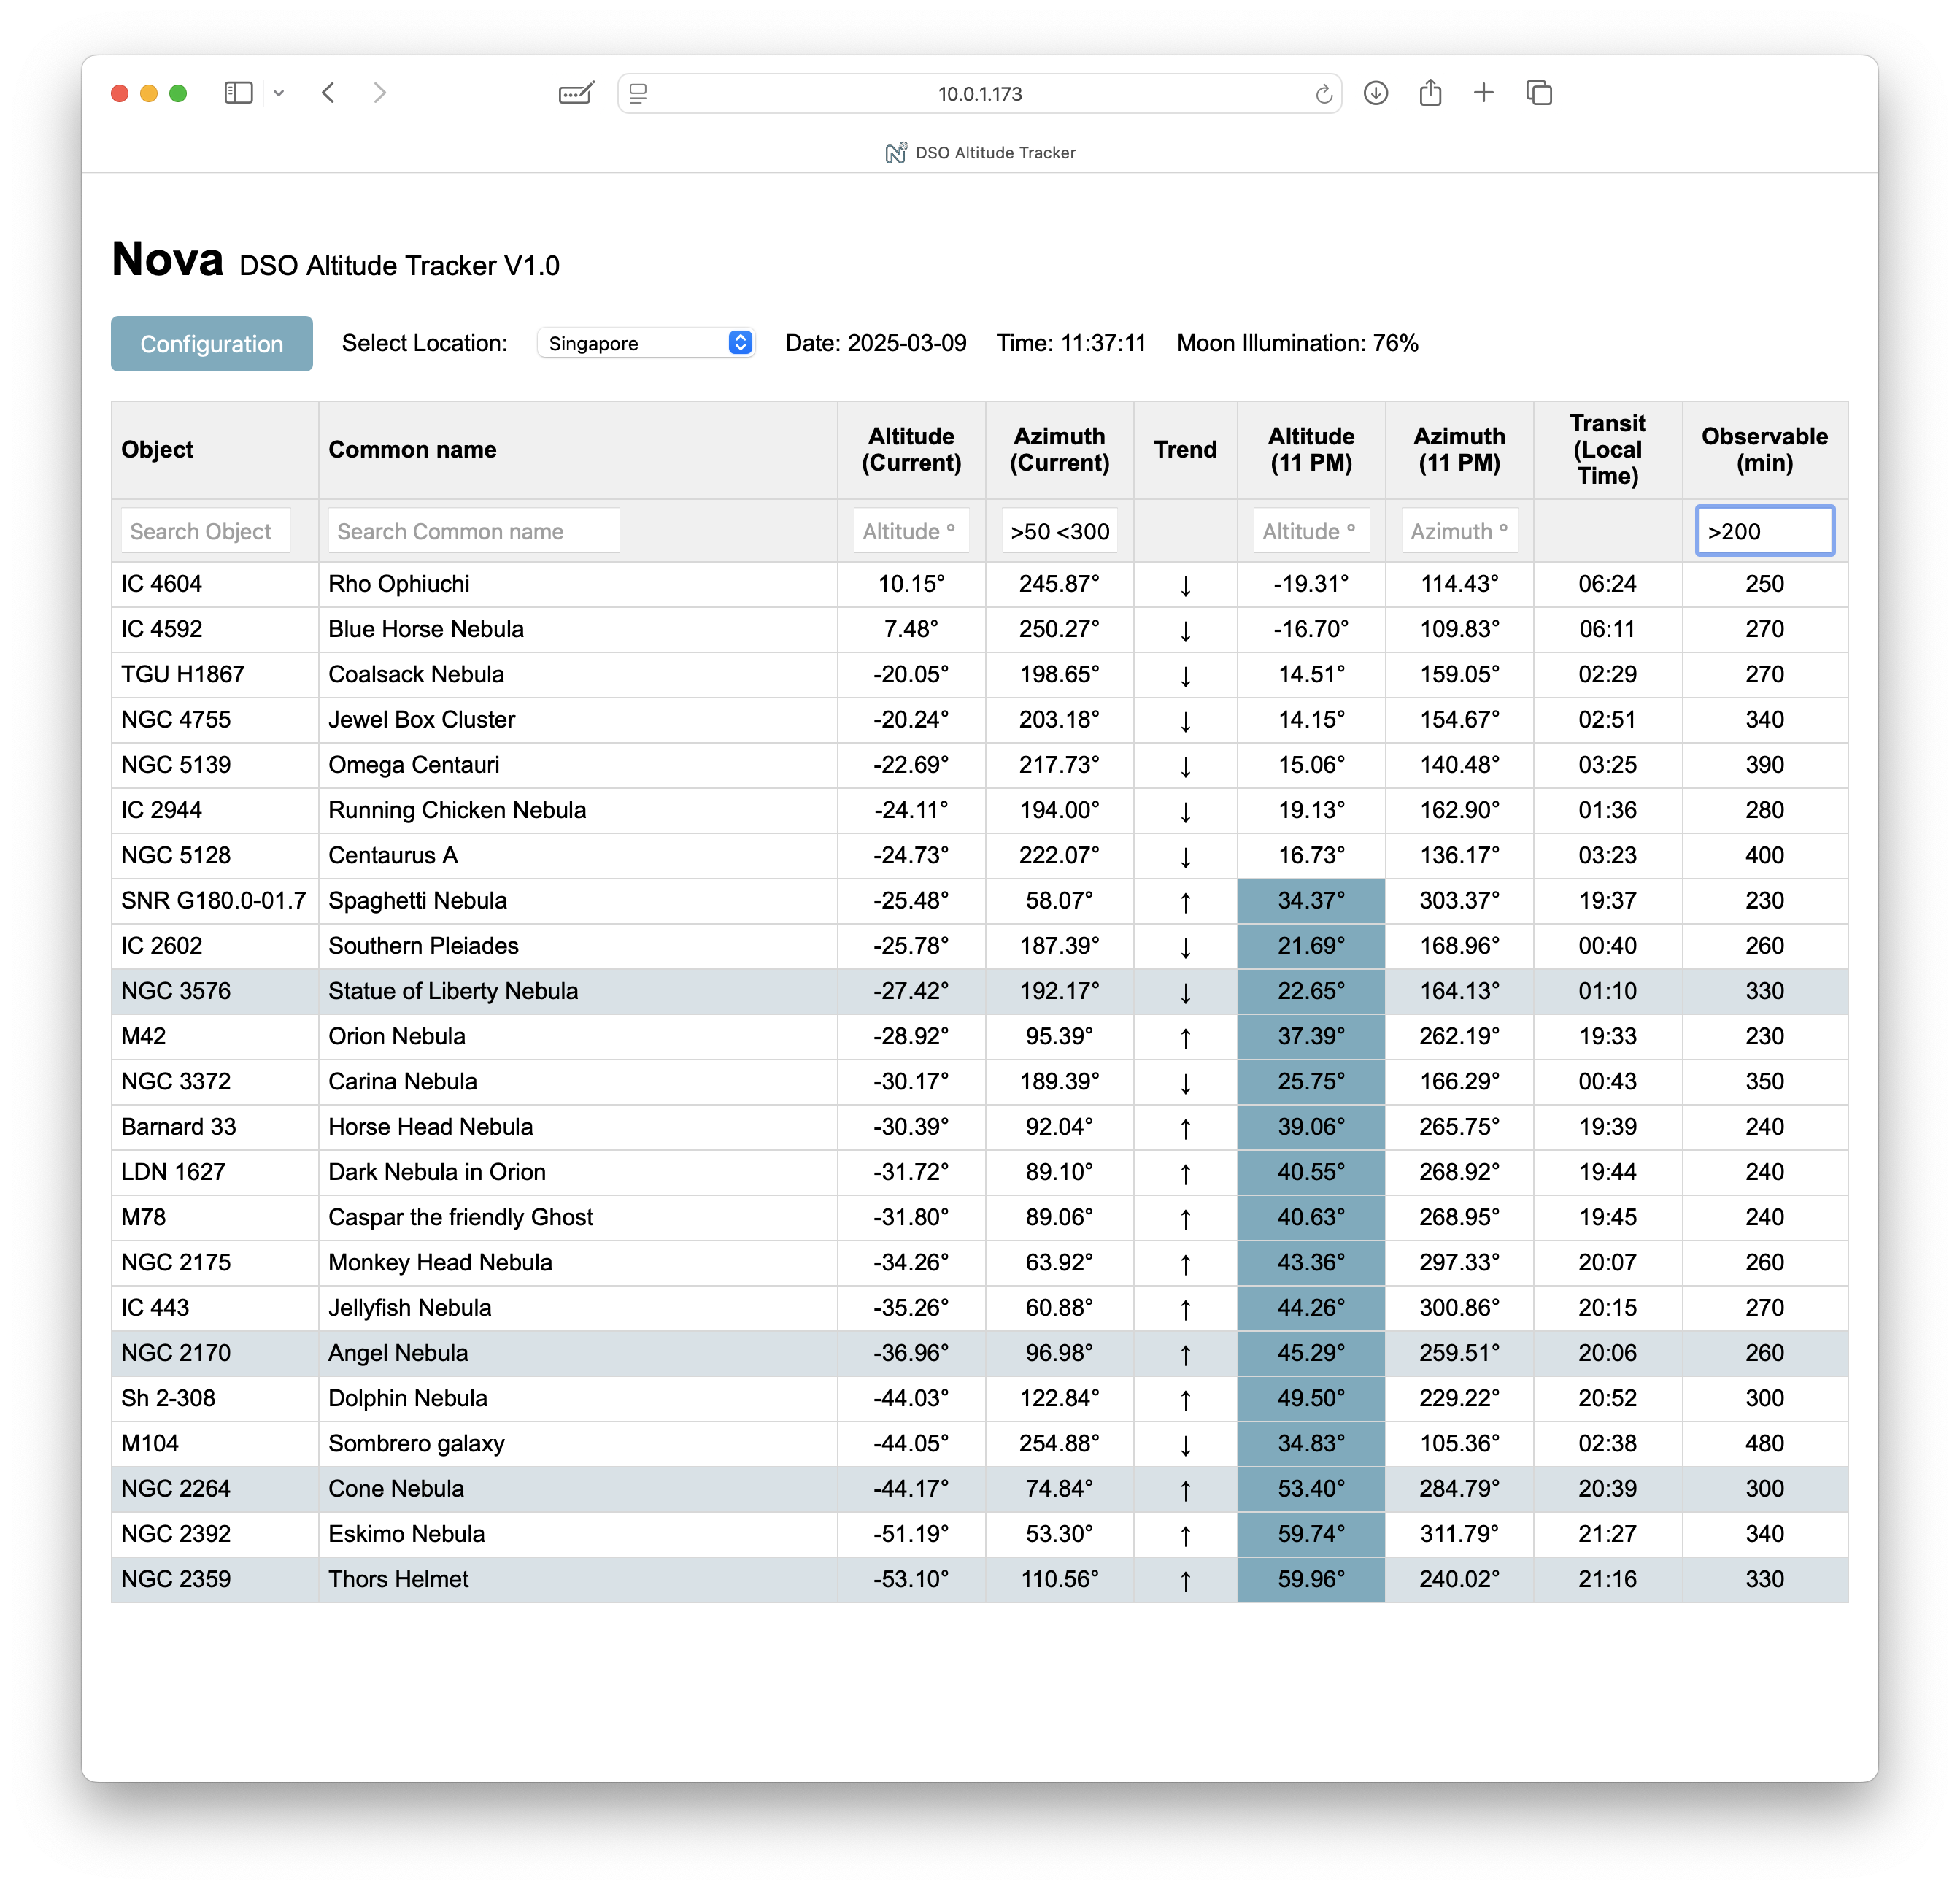 10.0.1.173
DSO Altitude Tracker
Nova DSO Altitude Tracker V1.0
Configuration Select Location: Singapore Date: 2025-03-09 Time: 11:37:11 Moon Illumination: 76%
Object Common name Altitude (Current) Azimuth (Current) Trend Altitude (11 PM) Azimuth (11 PM) Transit (Local Time) Observable (min)
Search Object Search Common name Altitude ° >50 <300 Altitude ° Azimuth ° >200
IC 4604 Rho Ophiuchi 10.15° 245.87° ↓ -19.31° 114.43° 06:24 250
IC 4592 Blue Horse Nebula 7.48° 250.27° ↓ -16.70° 109.83° 06:11 270
TGU H1867 Coalsack Nebula -20.05° 198.65° ↓ 14.51° 159.05° 02:29 270
NGC 4755 Jewel Box Cluster -20.24° 203.18° ↓ 14.15° 154.67° 02:51 340
NGC 5139 Omega Centauri -22.69° 217.73° ↓ 15.06° 140.48° 03:25 390
IC 2944 Running Chicken Nebula -24.11° 194.00° ↓ 19.13° 162.90° 01:36 280
NGC 5128 Centaurus A -24.73° 222.07° ↓ 16.73° 136.17° 03:23 400
SNR G180.0-01.7 Spaghetti Nebula -25.48° 58.07° ↑ 34.37° 303.37° 19:37 230
IC 2602 Southern Pleiades -25.78° 187.39° ↓ 21.69° 168.96° 00:40 260
NGC 3576 Statue of Liberty Nebula -27.42° 192.17° ↓ 22.65° 164.13° 01:10 330
M42 Orion Nebula -28.92° 95.39° ↑ 37.39° 262.19° 19:33 230
NGC 3372 Carina Nebula -30.17° 189.39° ↓ 25.75° 166.29° 00:43 350
Barnard 33 Horse Head Nebula -30.39° 92.04° ↑ 39.06° 265.75° 19:39 240
LDN 1627 Dark Nebula in Orion -31.72° 89.10° ↑ 40.55° 268.92° 19:44 240
M78 Caspar the friendly Ghost -31.80° 89.06° ↑ 40.63° 268.95° 19:45 240
NGC 2175 Monkey Head Nebula -34.26° 63.92° ↑ 43.36° 297.33° 20:07 260
IC 443 Jellyfish Nebula -35.26° 60.88° ↑ 44.26° 300.86° 20:15 270
NGC 2170 Angel Nebula -36.96° 96.98° ↑ 45.29° 259.51° 20:06 260
Sh 2-308 Dolphin Nebula -44.03° 122.84° ↑ 49.50° 229.22° 20:52 300
M104 Sombrero galaxy -44.05° 254.88° ↓ 34.83° 105.36° 02:38 480
NGC 2264 Cone Nebula -44.17° 74.84° ↑ 53.40° 284.79° 20:39 300
NGC 2392 Eskimo Nebula -51.19° 53.30° ↑ 59.74° 311.79° 21:27 340
NGC 2359 Thors Helmet -53.10° 110.56° ↑ 59.96° 240.02° 21:16 330